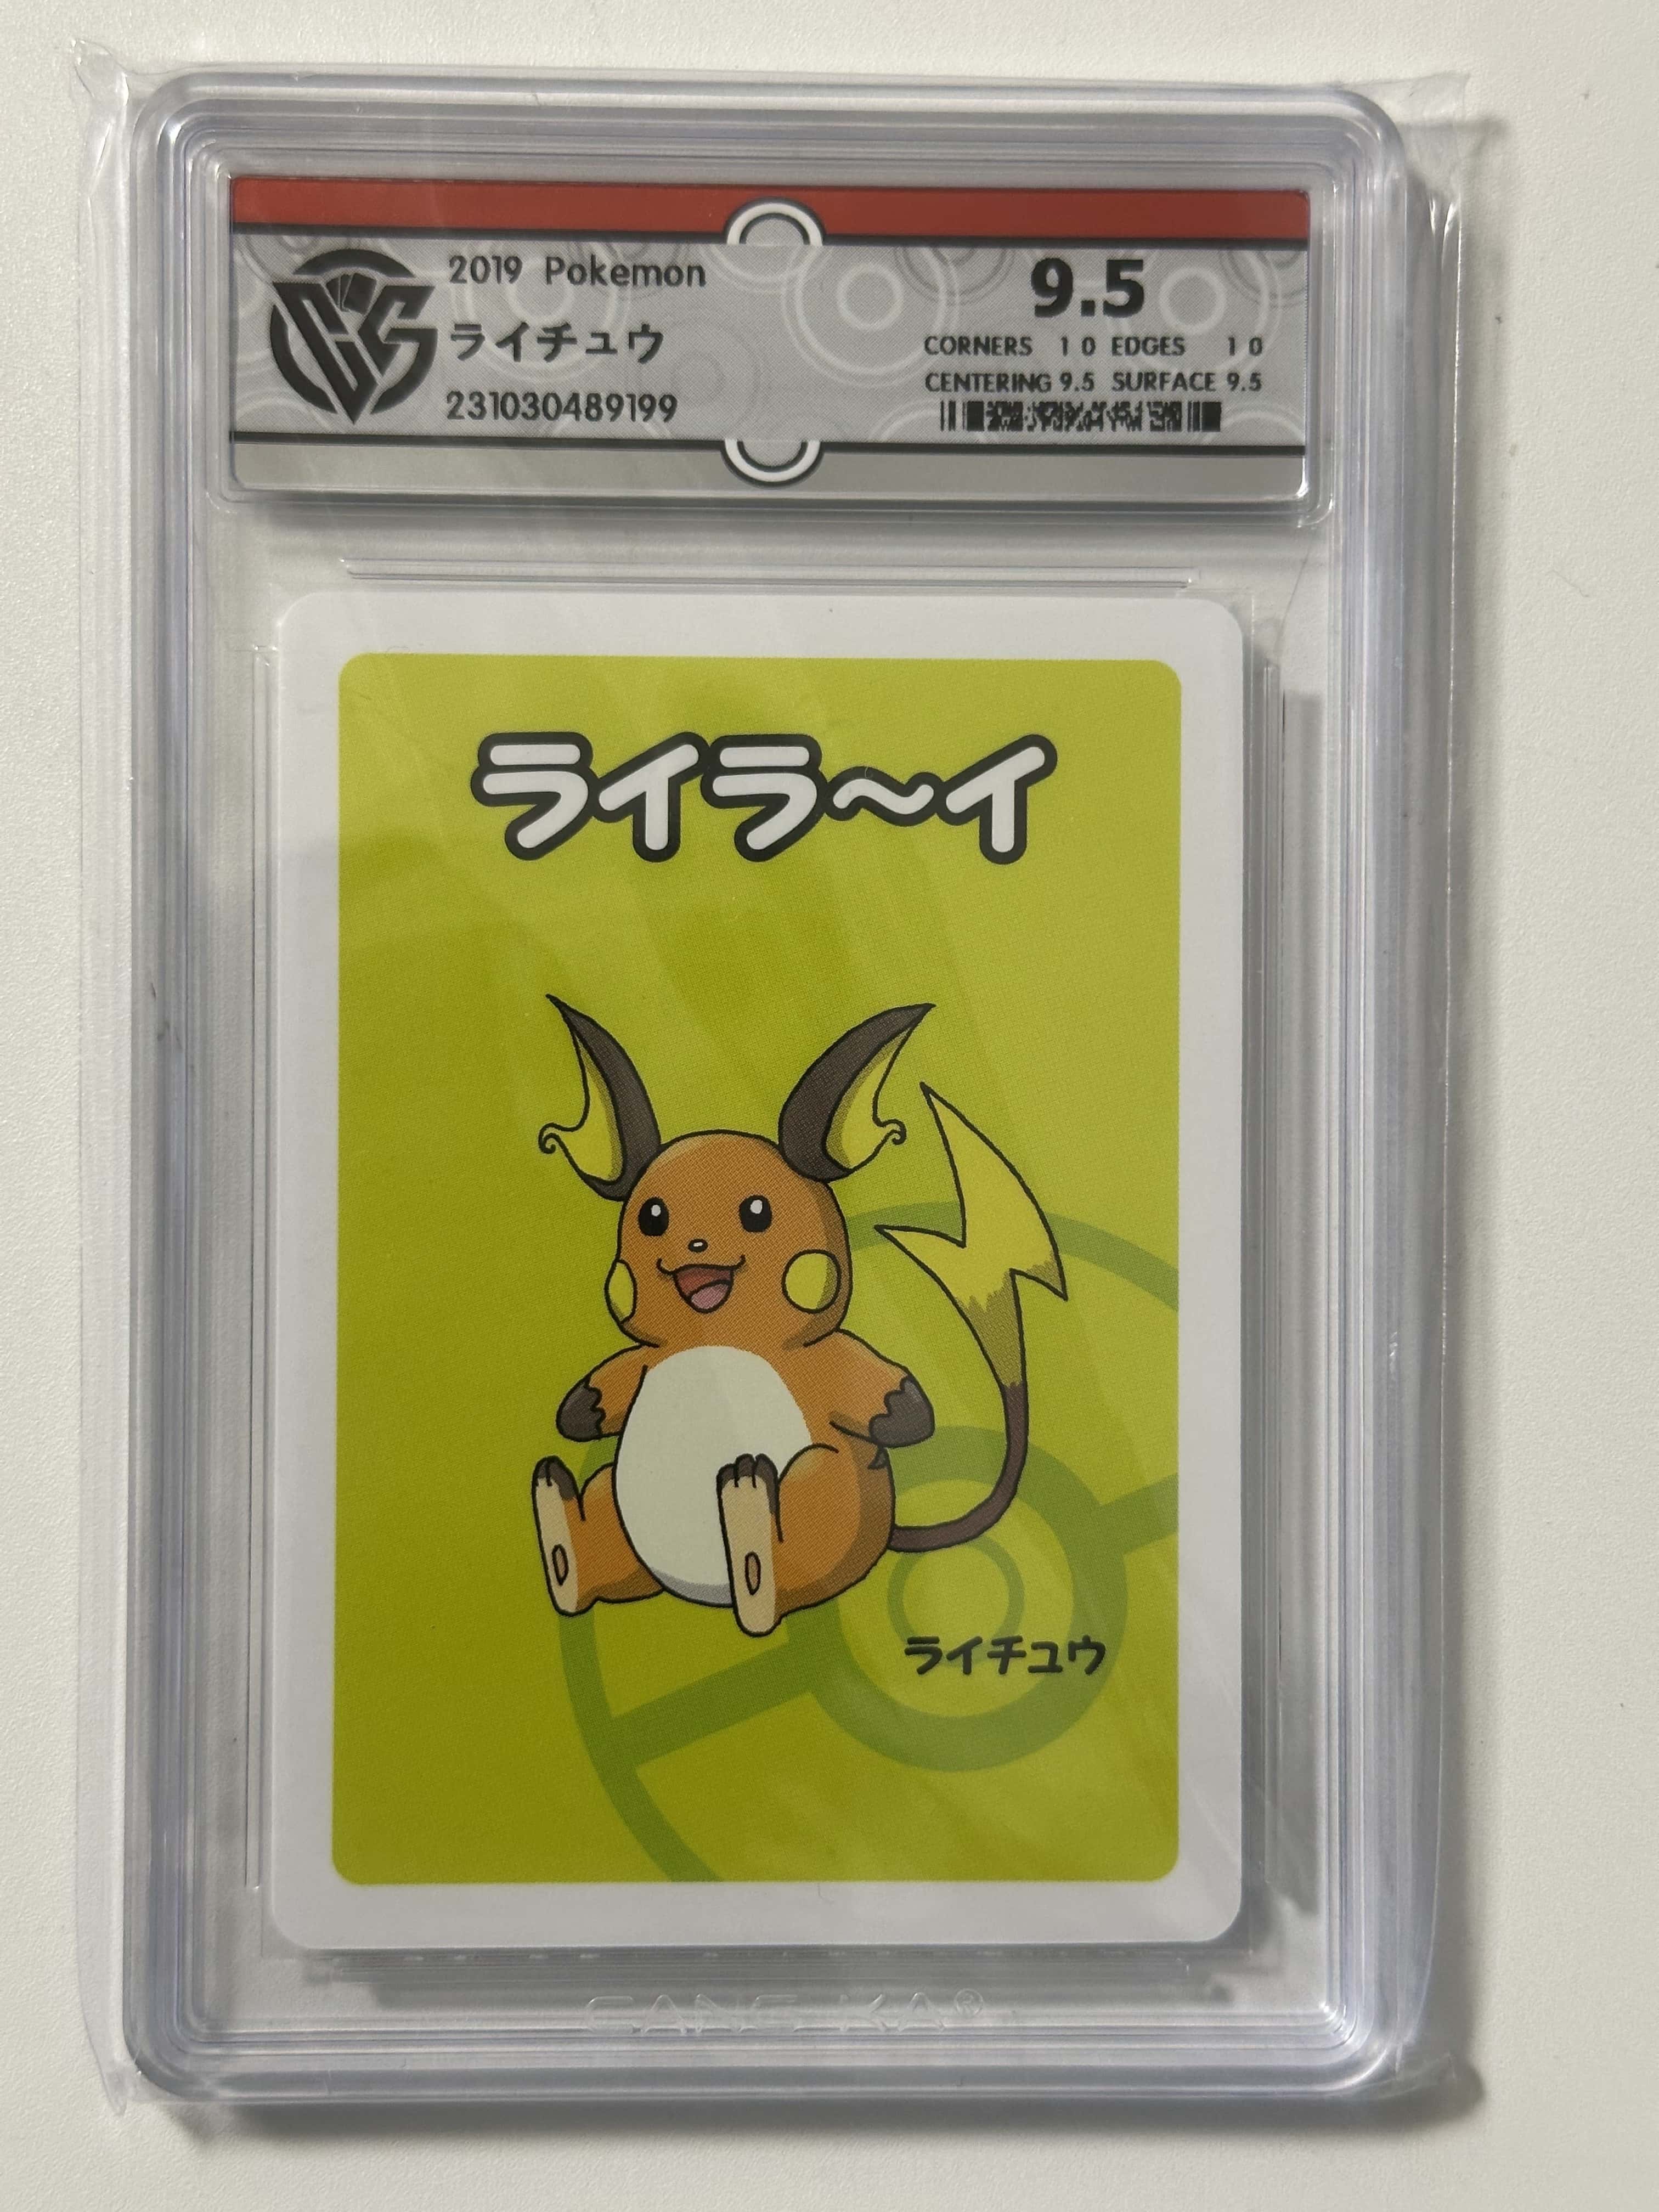 2019 Pokemon
ライチュウ
231030489199
9.5
CORNERS 10 EDGES 10
CENTERING 9.5 SURFACE 9.5
ライラ～イ
ライチュウ